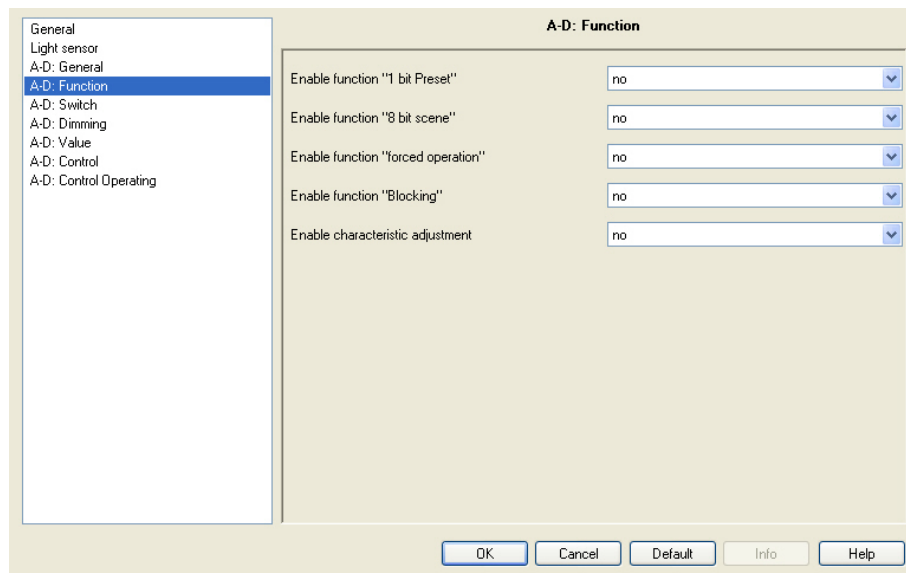 General
Light sensor
A-D: General
A-D: Function
A-D: Switch
A-D: Dimming
A-D: Value
A-D: Control
A-D: Control Operating
A-D: Function
Enable function "1 bit Preset" no
Enable function "8 bit scene" no
Enable function "forced operation" no
Enable function "Blocking" no
Enable characteristic adjustment no
OK Cancel Default Info Help